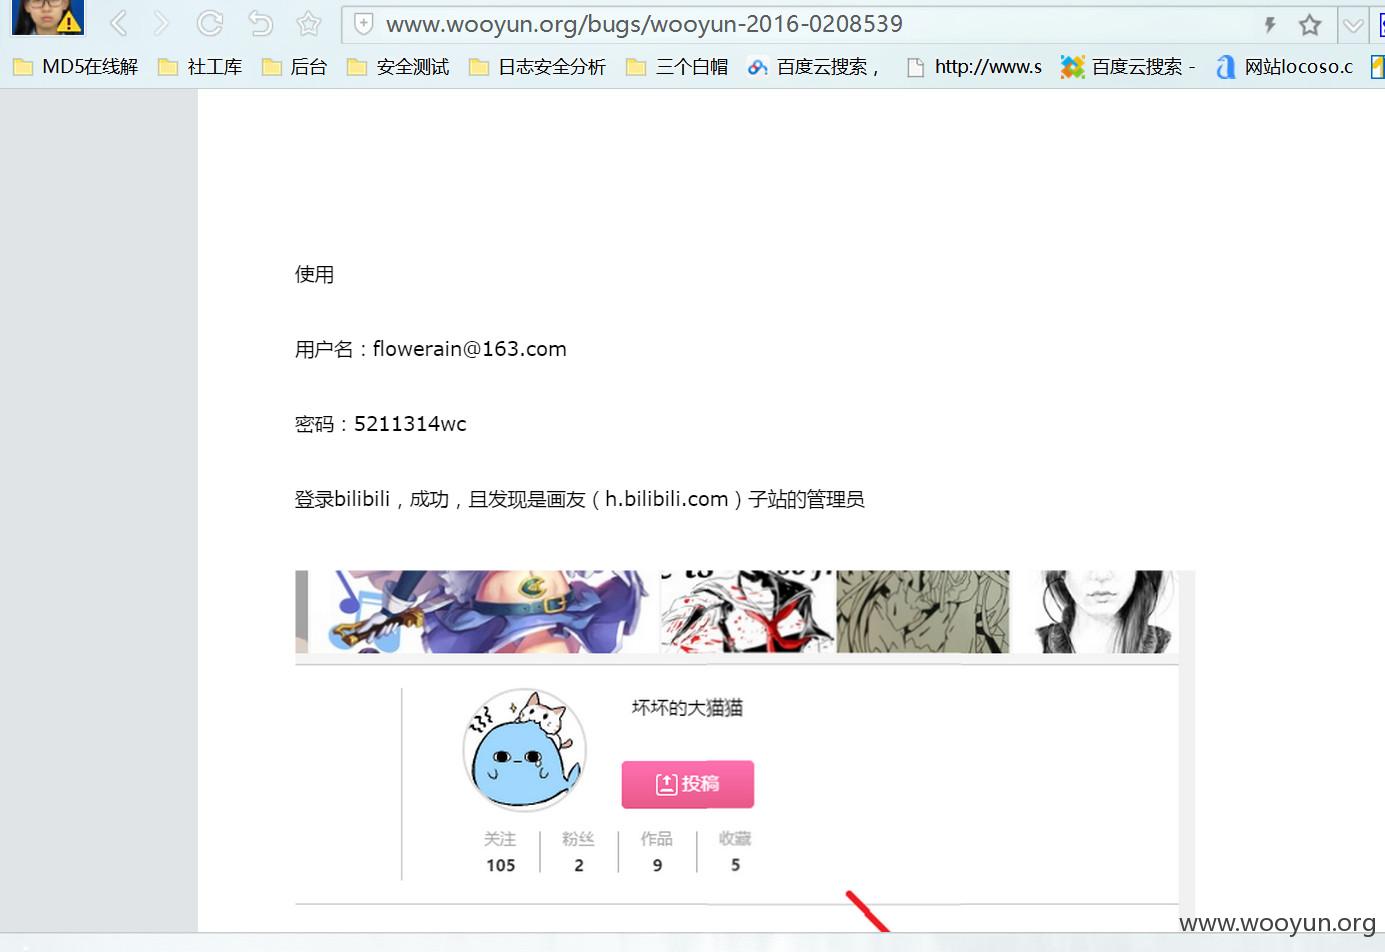 www.wooyun.org/bugs/wooyun-2016-0208539
MD5在线解 社工库 后台 安全测试 日志安全分析 三个白帽 百度云搜索， http://www.s 百度云搜索 - 网站locoso.c
使用
用户名：flowerain@163.com
密码：5211314wc
登录bilibili，成功，且发现是画友（h.bilibili.com）子站的管理员
坏坏的大猫猫
投稿
关注 粉丝 作品 收藏
105 2 9 5
www.wooyun.org